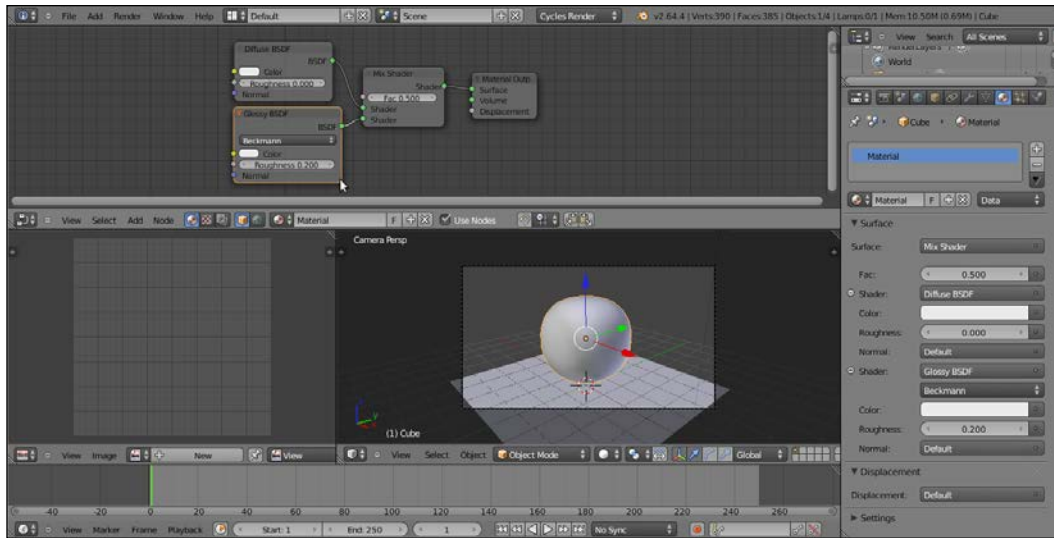 File Add Render Window Help Default Scene Cycles Render v2.64.4 | Verts:390 | Faces:385 | Objects:1/4 | Lamps:0/1 | Mem:10.50M (0.69M) | Cube
View Search All Scenes
RenderLayers
World
Diffuse BSDF
BSDF
Color
Roughness 0.000
Normal
Glossy BSDF
BSDF
Beckmann
Color
Roughness 0.200
Normal
Mix Shader
Shader
Fac 0.500
Shader
Shader
Material Outp
Surface
Volume
Displacement
View Select Add Node Material F Use Nodes
Cube Material
Material
Material F Data
Surface
Surface: Mix Shader
Fac: 0.500
Shader: Diffuse BSDF
Color:
Roughness: 0.000
Normal: Default
Shader: Glossy BSDF
Beckmann
Color:
Roughness: 0.200
Normal: Default
Displacement
Displacement: Default
Settings
Camera Persp
(1) Cube
View Image New View
View Select Object Object Mode Global
-40 -20 0 20 40 60 80 100 120 140 160 180 200 220 240 260
View Marker Frame Playback Start: 1 End: 250 1 No Sync